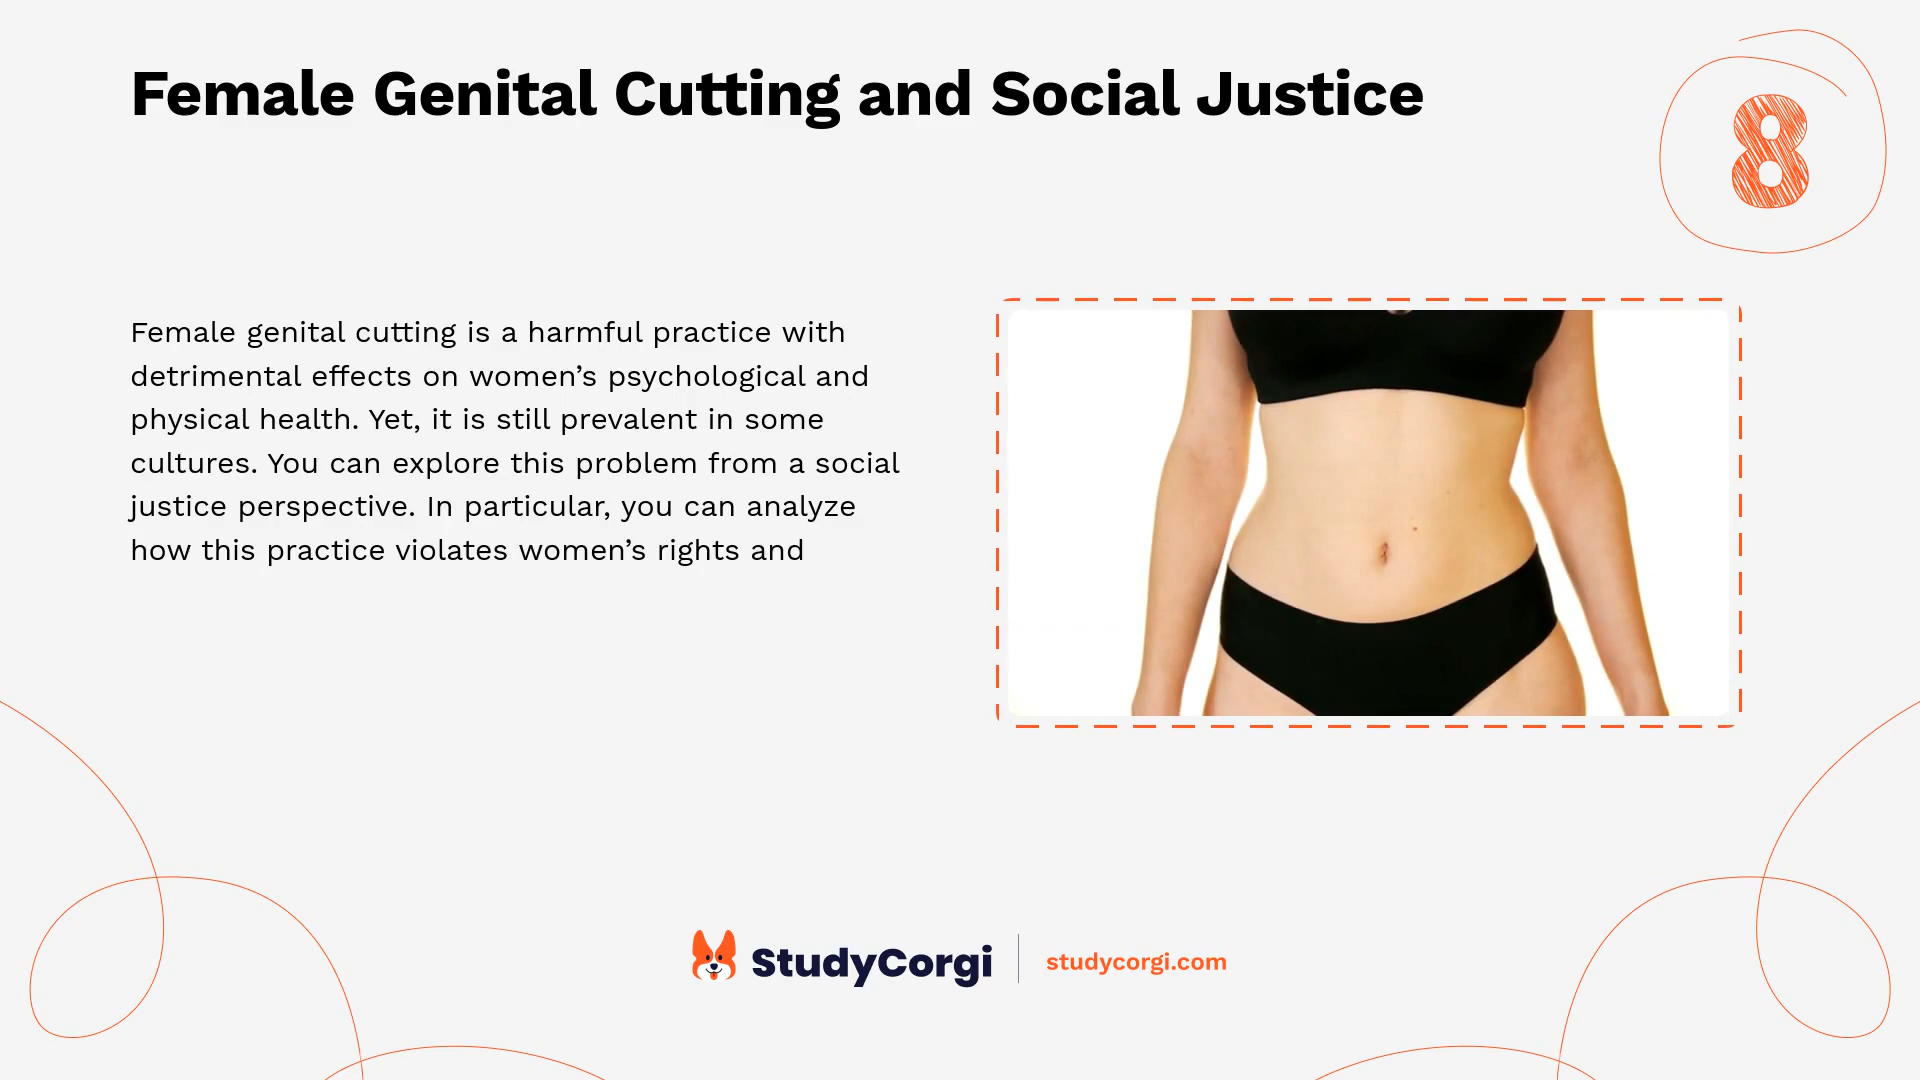 Female Genital Cutting and Social Justice
8
Female genital cutting is a harmful practice with
detrimental effects on women’s psychological and
physical health. Yet, it is still prevalent in some
cultures. You can explore this problem from a social
justice perspective. In particular, you can analyze
how this practice violates women’s rights and
StudyCorgi
studycorgi.com